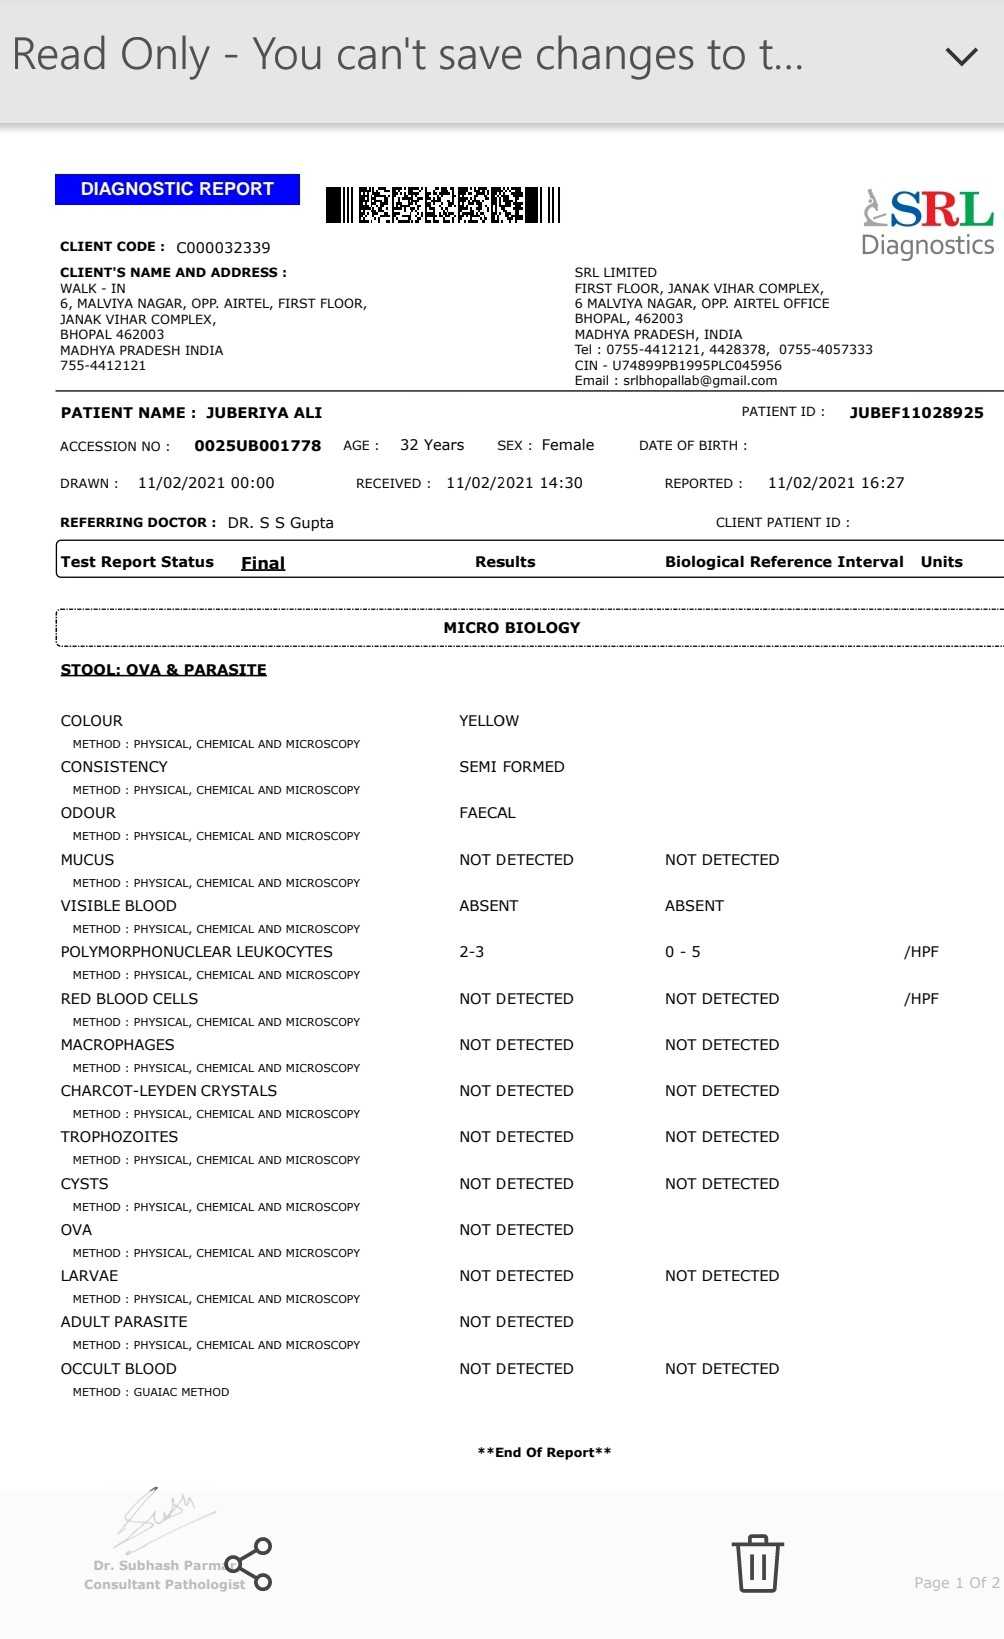 Read Only - You can't save changes to t...
DIAGNOSTIC REPORT
SRL
Diagnostics
CLIENT CODE : C000032339
CLIENT'S NAME AND ADDRESS :
WALK - IN
6, MALVIYA NAGAR, OPP. AIRTEL, FIRST FLOOR,
JANAK VIHAR COMPLEX,
BHOPAL 462003
MADHYA PRADESH INDIA
755-4412121
SRL LIMITED
FIRST FLOOR, JANAK VIHAR COMPLEX,
6 MALVIYA NAGAR, OPP. AIRTEL OFFICE
BHOPAL, 462003
MADHYA PRADESH, INDIA
Tel : 0755-4412121, 4428378, 0755-4057333
CIN - U74899PB1995PLC045956
Email : srlbhopallab@gmail.com
PATIENT NAME : JUBERIYA ALI PATIENT ID : JUBEF11028925
ACCESSION NO : 0025UB001778 AGE : 32 Years SEX : Female DATE OF BIRTH :
DRAWN : 11/02/2021 00:00 RECEIVED : 11/02/2021 14:30 REPORTED : 11/02/2021 16:27
REFERRING DOCTOR : DR. S S Gupta CLIENT PATIENT ID :
Test Report Status Final Results Biological Reference Interval Units
MICRO BIOLOGY
STOOL: OVA & PARASITE
COLOUR YELLOW
METHOD : PHYSICAL, CHEMICAL AND MICROSCOPY
CONSISTENCY SEMI FORMED
METHOD : PHYSICAL, CHEMICAL AND MICROSCOPY
ODOUR FAECAL
METHOD : PHYSICAL, CHEMICAL AND MICROSCOPY
MUCUS NOT DETECTED NOT DETECTED
METHOD : PHYSICAL, CHEMICAL AND MICROSCOPY
VISIBLE BLOOD ABSENT ABSENT
METHOD : PHYSICAL, CHEMICAL AND MICROSCOPY
POLYMORPHONUCLEAR LEUKOCYTES 2-3 0 - 5 /HPF
METHOD : PHYSICAL, CHEMICAL AND MICROSCOPY
RED BLOOD CELLS NOT DETECTED NOT DETECTED /HPF
METHOD : PHYSICAL, CHEMICAL AND MICROSCOPY
MACROPHAGES NOT DETECTED NOT DETECTED
METHOD : PHYSICAL, CHEMICAL AND MICROSCOPY
CHARCOT-LEYDEN CRYSTALS NOT DETECTED NOT DETECTED
METHOD : PHYSICAL, CHEMICAL AND MICROSCOPY
TROPHOZOITES NOT DETECTED NOT DETECTED
METHOD : PHYSICAL, CHEMICAL AND MICROSCOPY
CYSTS NOT DETECTED NOT DETECTED
METHOD : PHYSICAL, CHEMICAL AND MICROSCOPY
OVA NOT DETECTED
METHOD : PHYSICAL, CHEMICAL AND MICROSCOPY
LARVAE NOT DETECTED NOT DETECTED
METHOD : PHYSICAL, CHEMICAL AND MICROSCOPY
ADULT PARASITE NOT DETECTED
METHOD : PHYSICAL, CHEMICAL AND MICROSCOPY
OCCULT BLOOD NOT DETECTED NOT DETECTED
METHOD : GUAIAC METHOD
**End Of Report**
Dr. Subhash Parmar
Consultant Pathologist
Page 1 Of 2